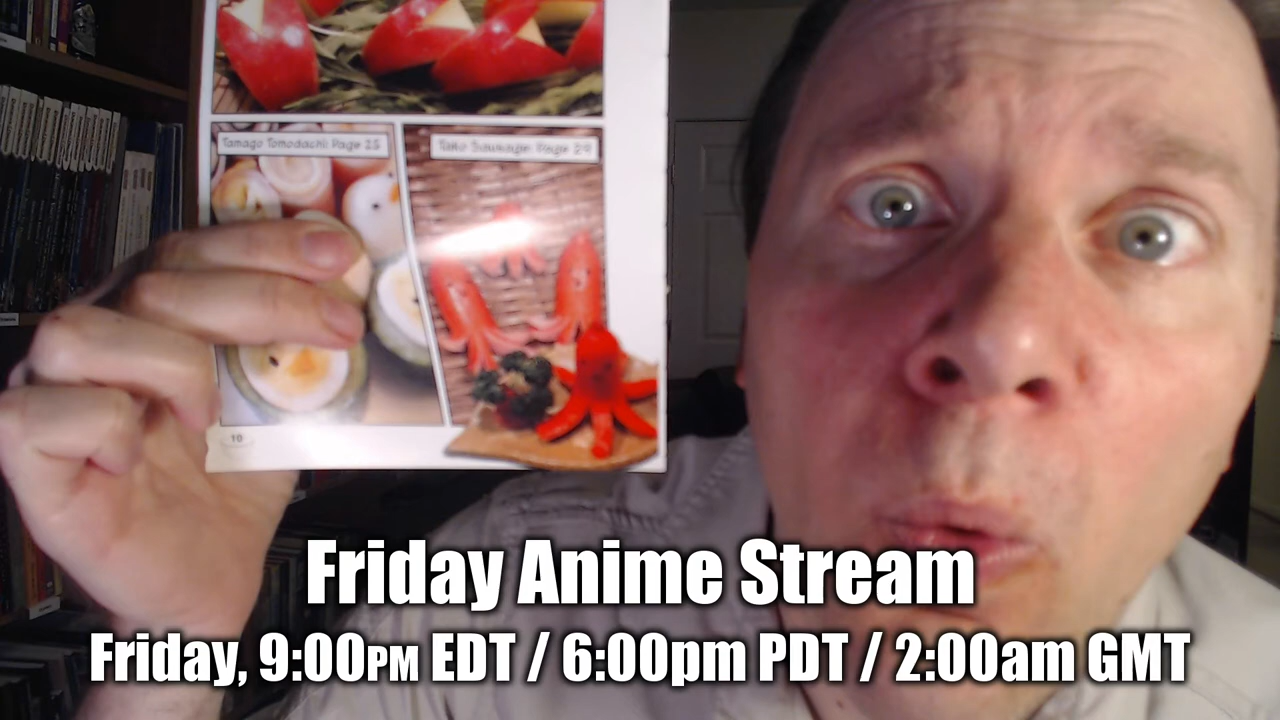 Tamago Tomodachi: Page 25
Tako Sausage: Page 29
10
Friday Anime Stream
Friday, 9:00PM EDT / 6:00pm PDT / 2:00am GMT